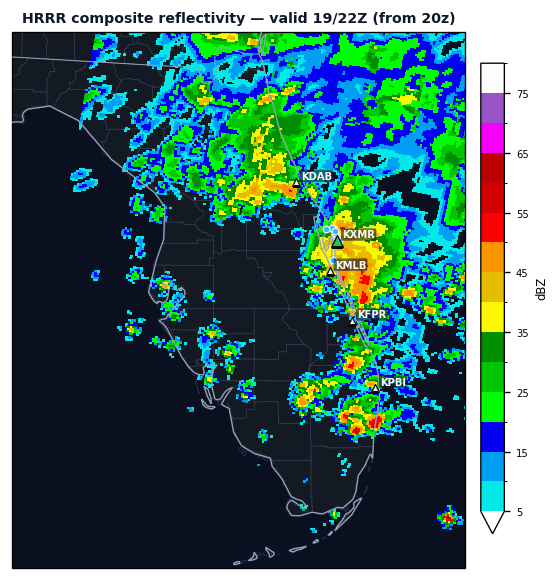 HRRR composite reflectivity — valid 19/22Z (from 20z)
KDAB
KXMR
KMLB
KFPR
KPBI
75
65
55
45
35
25
15
5
dBZ